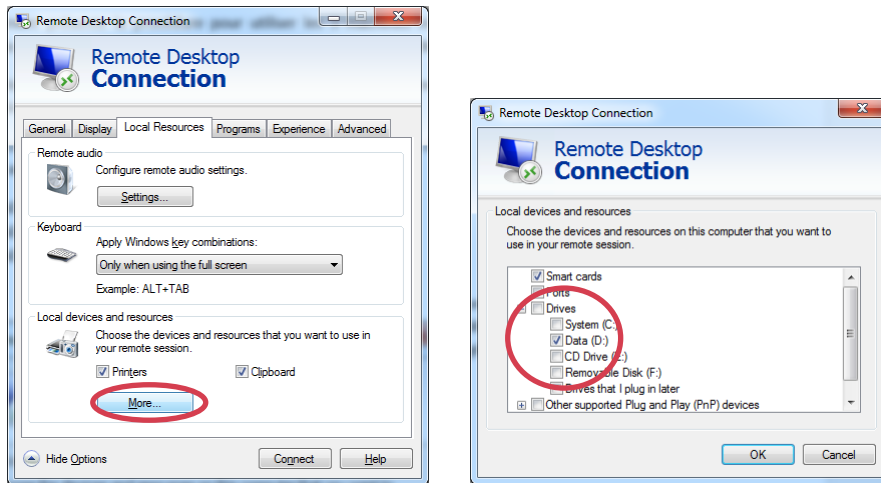 Remote Desktop Connection
Remote Desktop
Connection
General Display Local Resources Programs Experience Advanced
Remote audio
Configure remote audio settings.
Settings...
Keyboard
Apply Windows key combinations:
Only when using the full screen
Example: ALT+TAB
Local devices and resources
Choose the devices and resources that you want to use in
your remote session.
Printers Clipboard
More...
Hide Options Connect Help
Remote Desktop Connection
Remote Desktop
Connection
Local devices and resources
Choose the devices and resources on this computer that you want to
use in your remote session.
Smart cards
Ports
Drives
System (C:)
Data (D:)
CD Drive (E:)
Removable Disk (F:)
Drives that I plug in later
Other supported Plug and Play (PnP) devices
OK Cancel